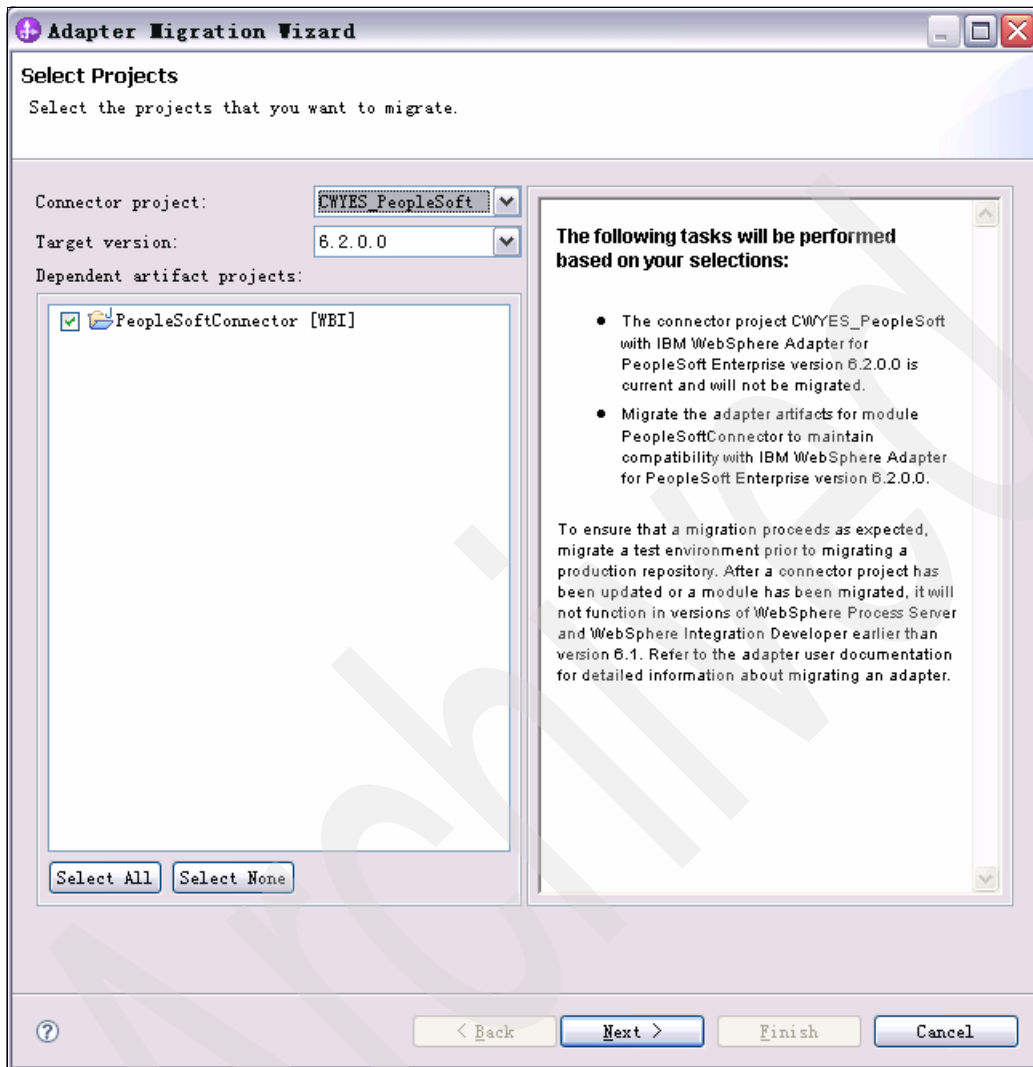 Adapter Migration Wizard
Select Projects
Select the projects that you want to migrate.
Connector project:
CWYES_PeopleSoft
Target version:
6.2.0.0
Dependent artifact projects:
PeopleSoftConnector [WBI]
Select All
Select None
The following tasks will be performed
based on your selections:
● The connector project CWYES_PeopleSoft
with IBM WebSphere Adapter for
PeopleSoft Enterprise version 6.2.0.0 is
current and will not be migrated.
● Migrate the adapter artifacts for module
PeopleSoftConnector to maintain
compatibility with IBM WebSphere Adapter
for PeopleSoft Enterprise version 6.2.0.0.
To ensure that a migration proceeds as expected,
migrate a test environment prior to migrating a
production repository. After a connector project has
been updated or a module has been migrated, it will
not function in versions of WebSphere Process Server
and WebSphere Integration Developer earlier than
version 6.1. Refer to the adapter user documentation
for detailed information about migrating an adapter.
< Back
Next >
Finish
Cancel
Archived